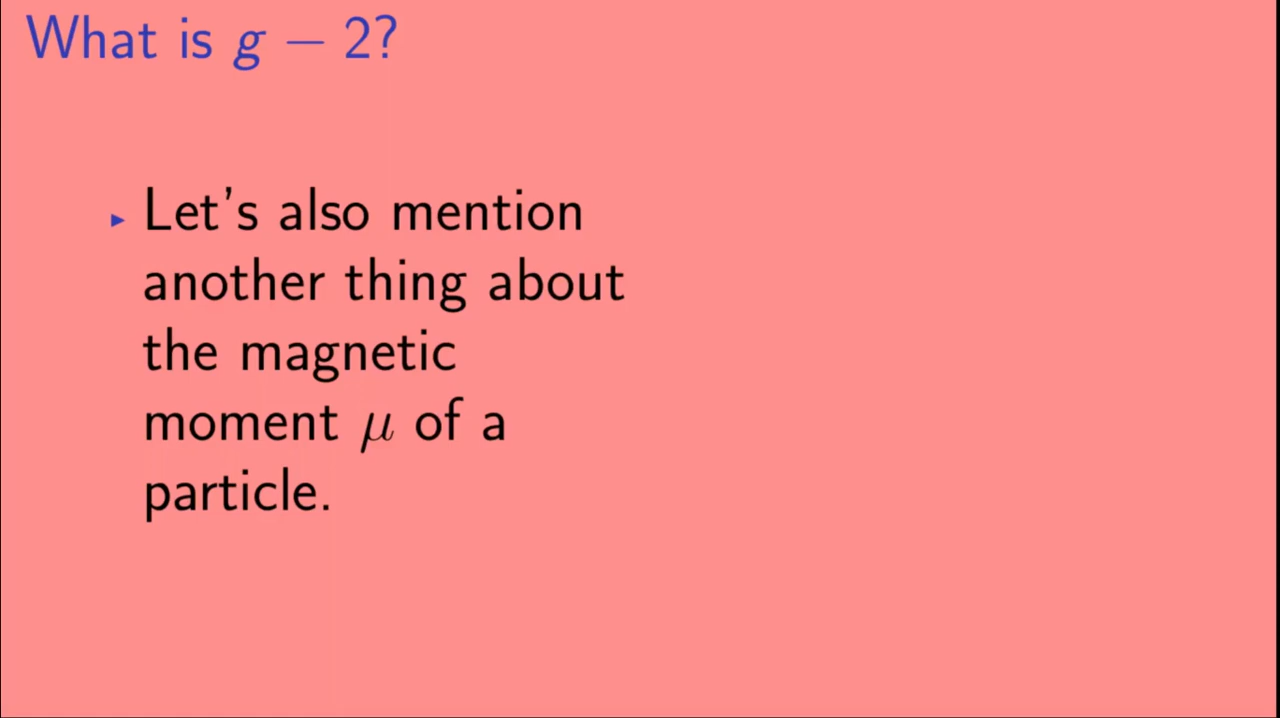 What is g − 2?
Let's also mention
another thing about
the magnetic
moment μ of a
particle.